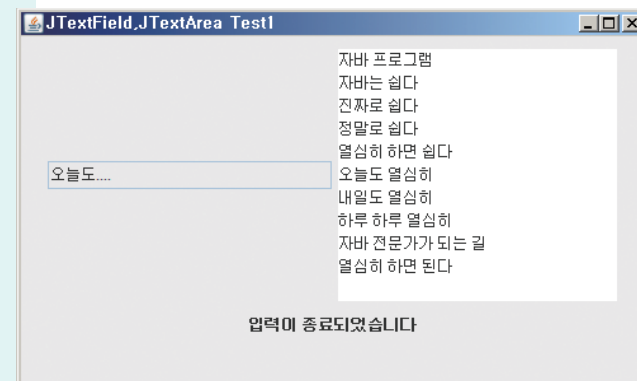 JTextField,JTextArea Test1
오늘도....
자바 프로그램
자바는 쉽다
진짜로 쉽다
정말로 쉽다
열심히 하면 쉽다
오늘도 열심히
내일도 열심히
하루 하루 열심히
자바 전문가가 되는 길
열심히 하면 된다
입력이 종료되었습니다